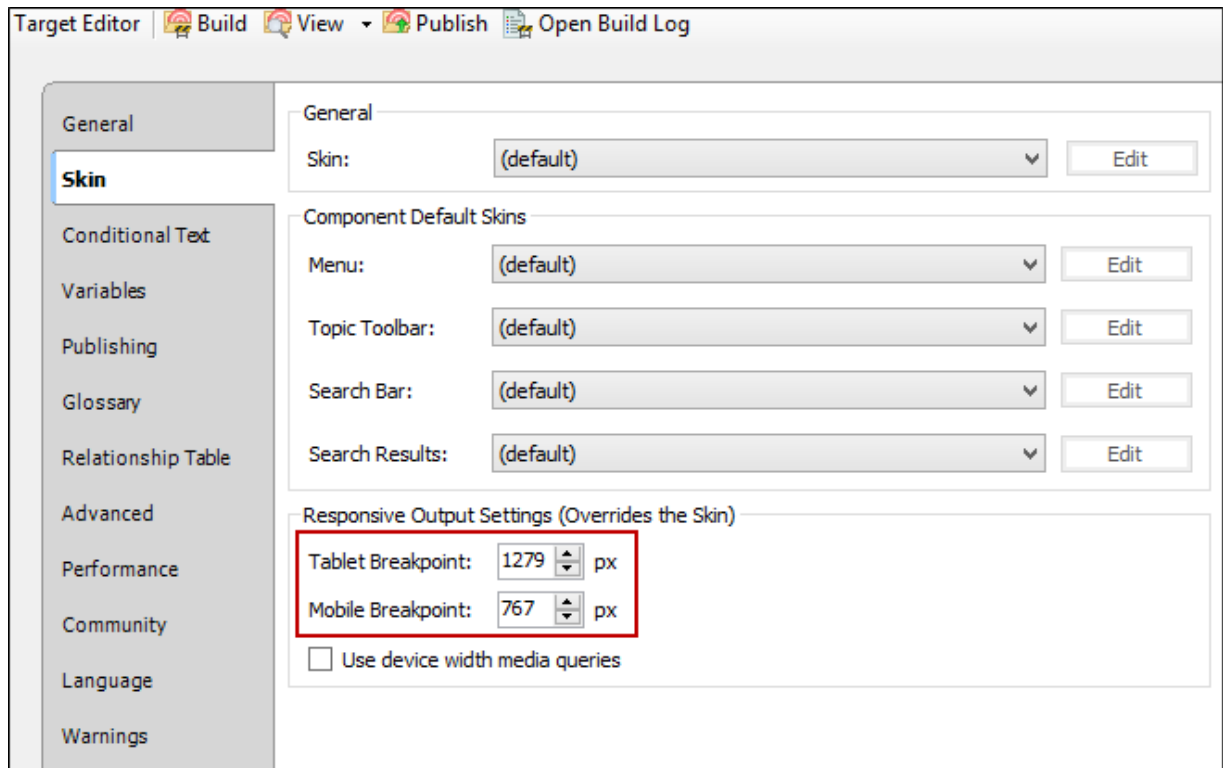 Target Editor Build View Publish Open Build Log
General
Skin
Conditional Text
Variables
Publishing
Glossary
Relationship Table
Advanced
Performance
Community
Language
Warnings
General
Skin: (default) Edit
Component Default Skins
Menu: (default) Edit
Topic Toolbar: (default) Edit
Search Bar: (default) Edit
Search Results: (default) Edit
Responsive Output Settings (Overrides the Skin)
Tablet Breakpoint: 1279 px
Mobile Breakpoint: 767 px
Use device width media queries